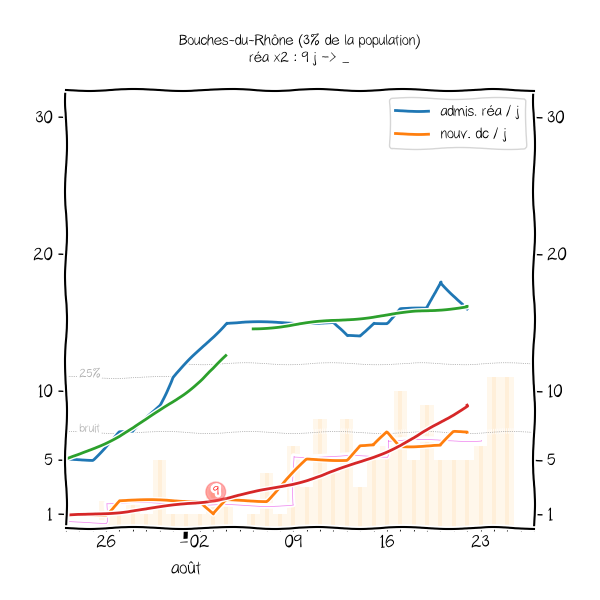 Bouches-du-Rhône (3% de la population)
réa x2 : 9 j -> _
admis. réa / j
nouv. dc / j
30 30
20 20
25%
10 10
bruit
5 5
9
1 1
26 02 09 16 23
août